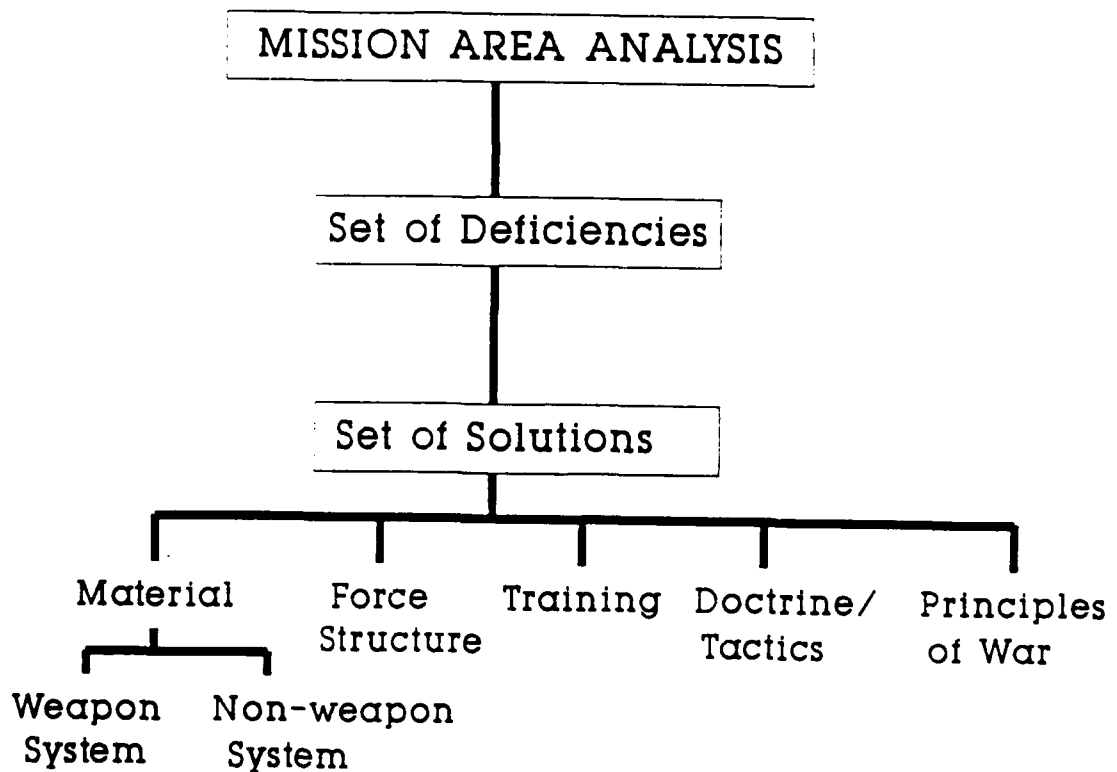 MISSION AREA ANALYSIS
Set of Deficiencies
Set of Solutions
Material
Force
Structure
Training
Doctrine/
Tactics
Principles
of War
Weapon
System
Non-weapon
System